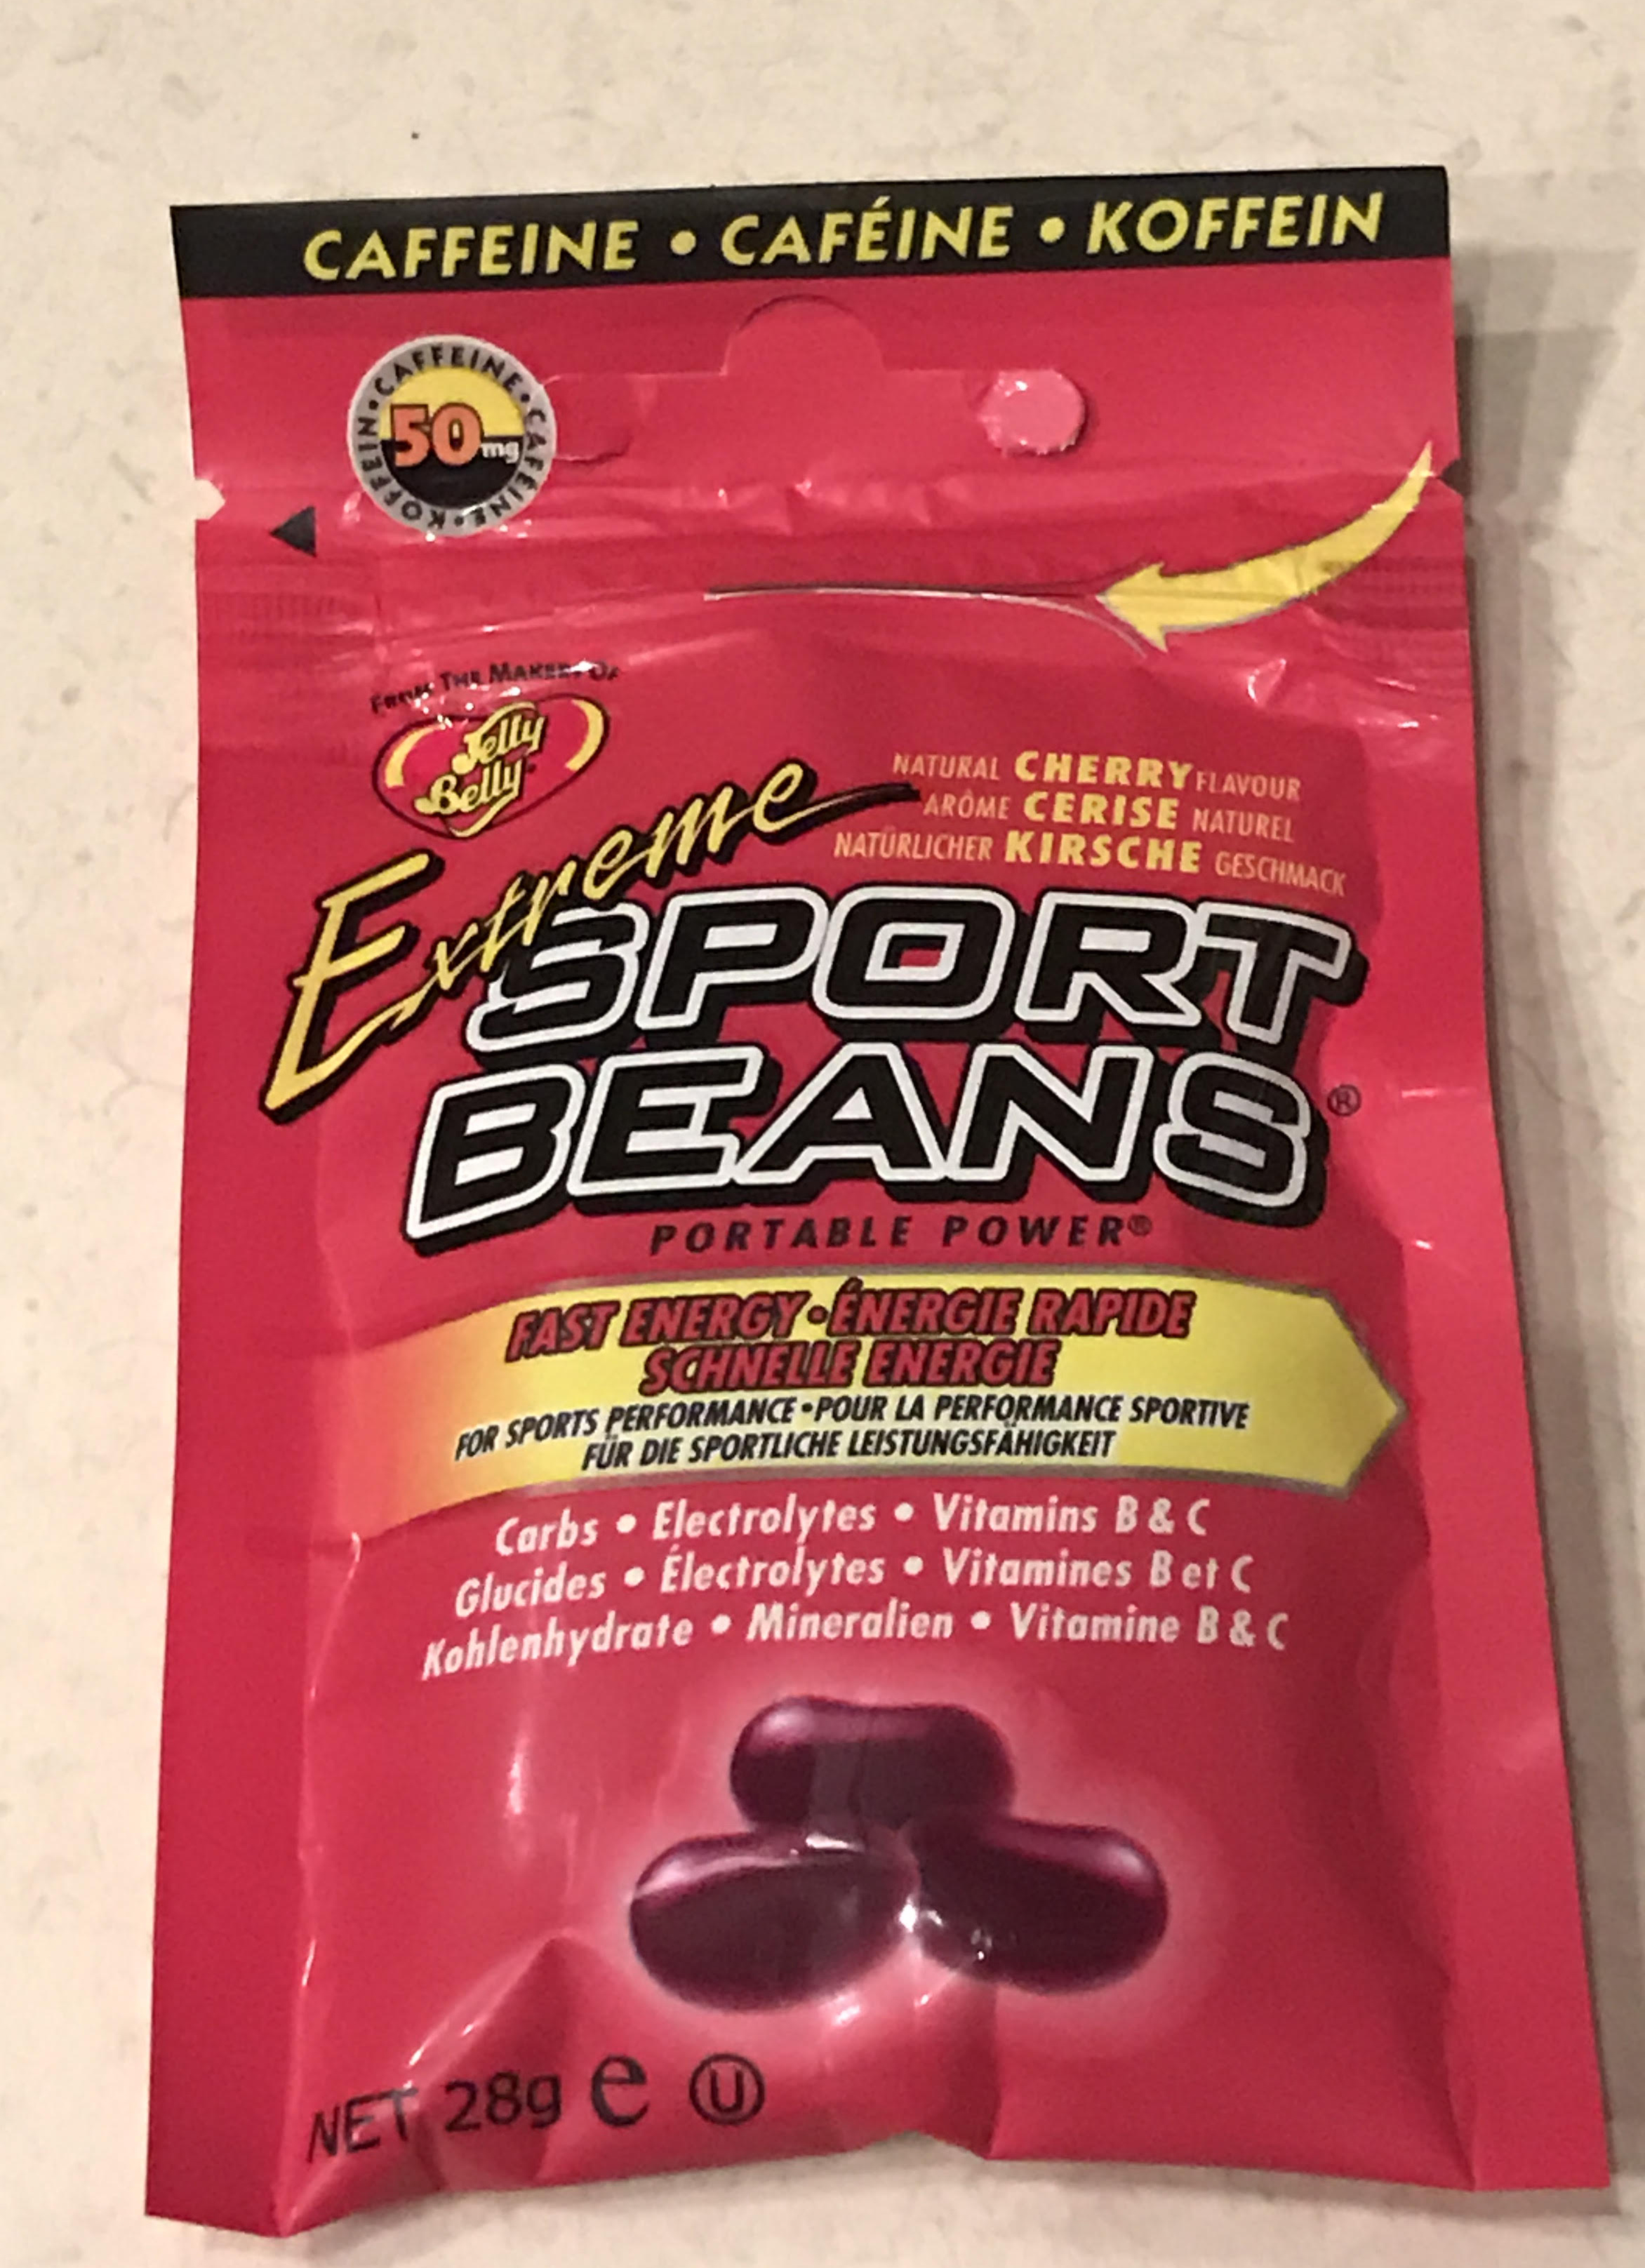 CAFFEINE • CAFÉINE • KOFFEIN
CAFFEINE • CAFÉINE • KOFFEIN •
50mg
FROM THE MAKERS OF
Jelly
Belly
NATURAL CHERRY FLAVOUR
ARÔME CERISE NATUREL
NATÜRLICHER KIRSCHE GESCHMACK
Extreme
SPORT
BEANS®
PORTABLE POWER®
FAST ENERGY • ÉNERGIE RAPIDE
SCHNELLE ENERGIE
FOR SPORTS PERFORMANCE • POUR LA PERFORMANCE SPORTIVE
FÜR DIE SPORTLICHE LEISTUNGSFÄHIGKEIT
Carbs • Electrolytes • Vitamins B & C
Glucides • Électrolytes • Vitamines B et C
Kohlenhydrate • Mineralien • Vitamine B & C
NET 28g e U